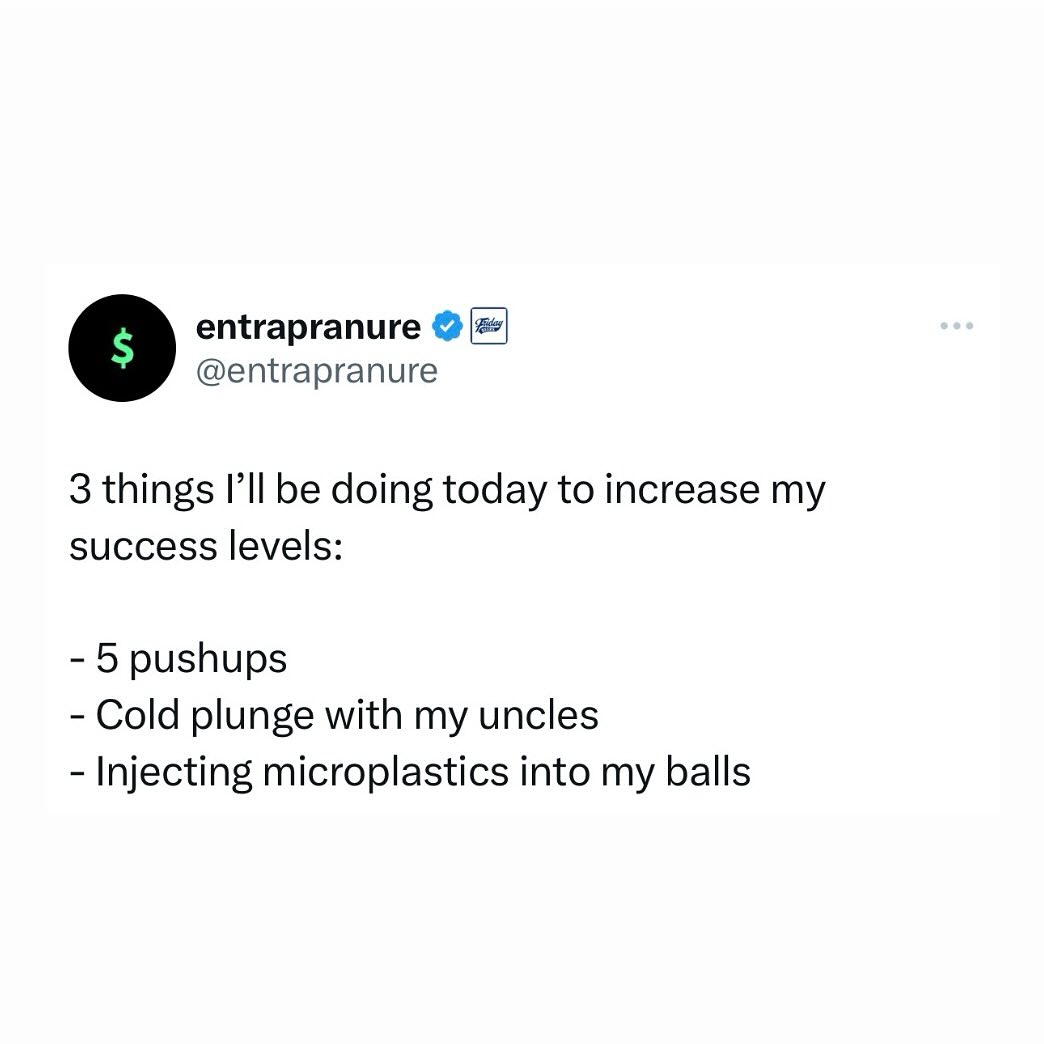 entrapranure
Friday
@entrapranure
$
3 things I’ll be doing today to increase my
success levels:
- 5 pushups
- Cold plunge with my uncles
- Injecting microplastics into my balls